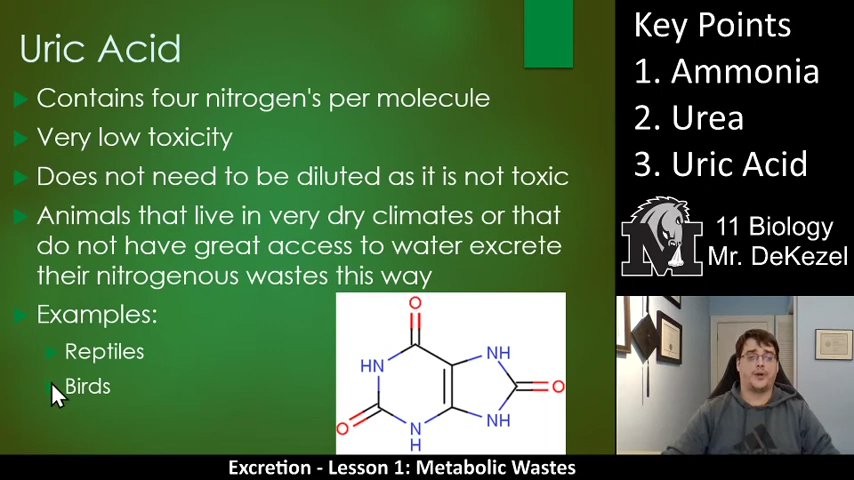 Uric Acid
Contains four nitrogen's per molecule
Very low toxicity
Does not need to be diluted as it is not toxic
Animals that live in very dry climates or that
do not have great access to water excrete
their nitrogenous wastes this way
Examples:
Reptiles
Birds
O
HN
NH
O
O
N
H
NH
Key Points
1. Ammonia
2. Urea
3. Uric Acid
M
11 Biology
Mr. DeKezel
Excretion - Lesson 1: Metabolic Wastes